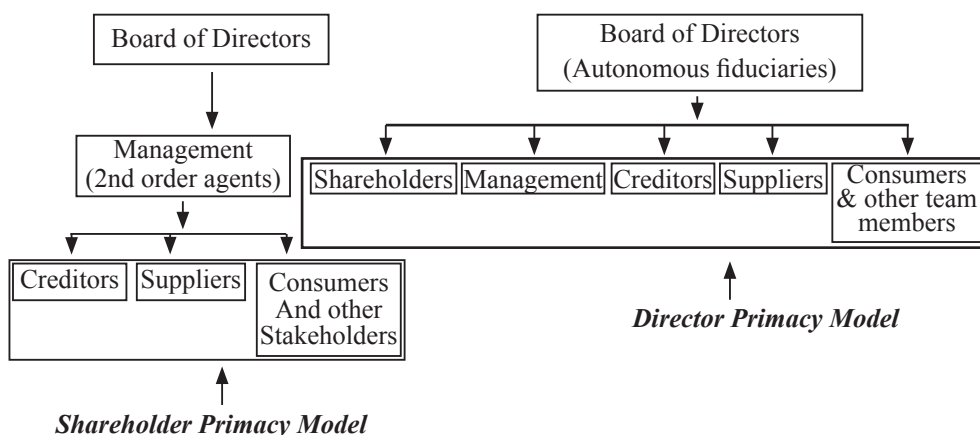 Board of Directors
Management
(2nd order agents)
Creditors
Suppliers
Consumers
And other
Stakeholders
Shareholder Primacy Model
Board of Directors
(Autonomous fiduciaries)
Shareholders
Management
Creditors
Suppliers
Consumers
& other team
members
Director Primacy Model